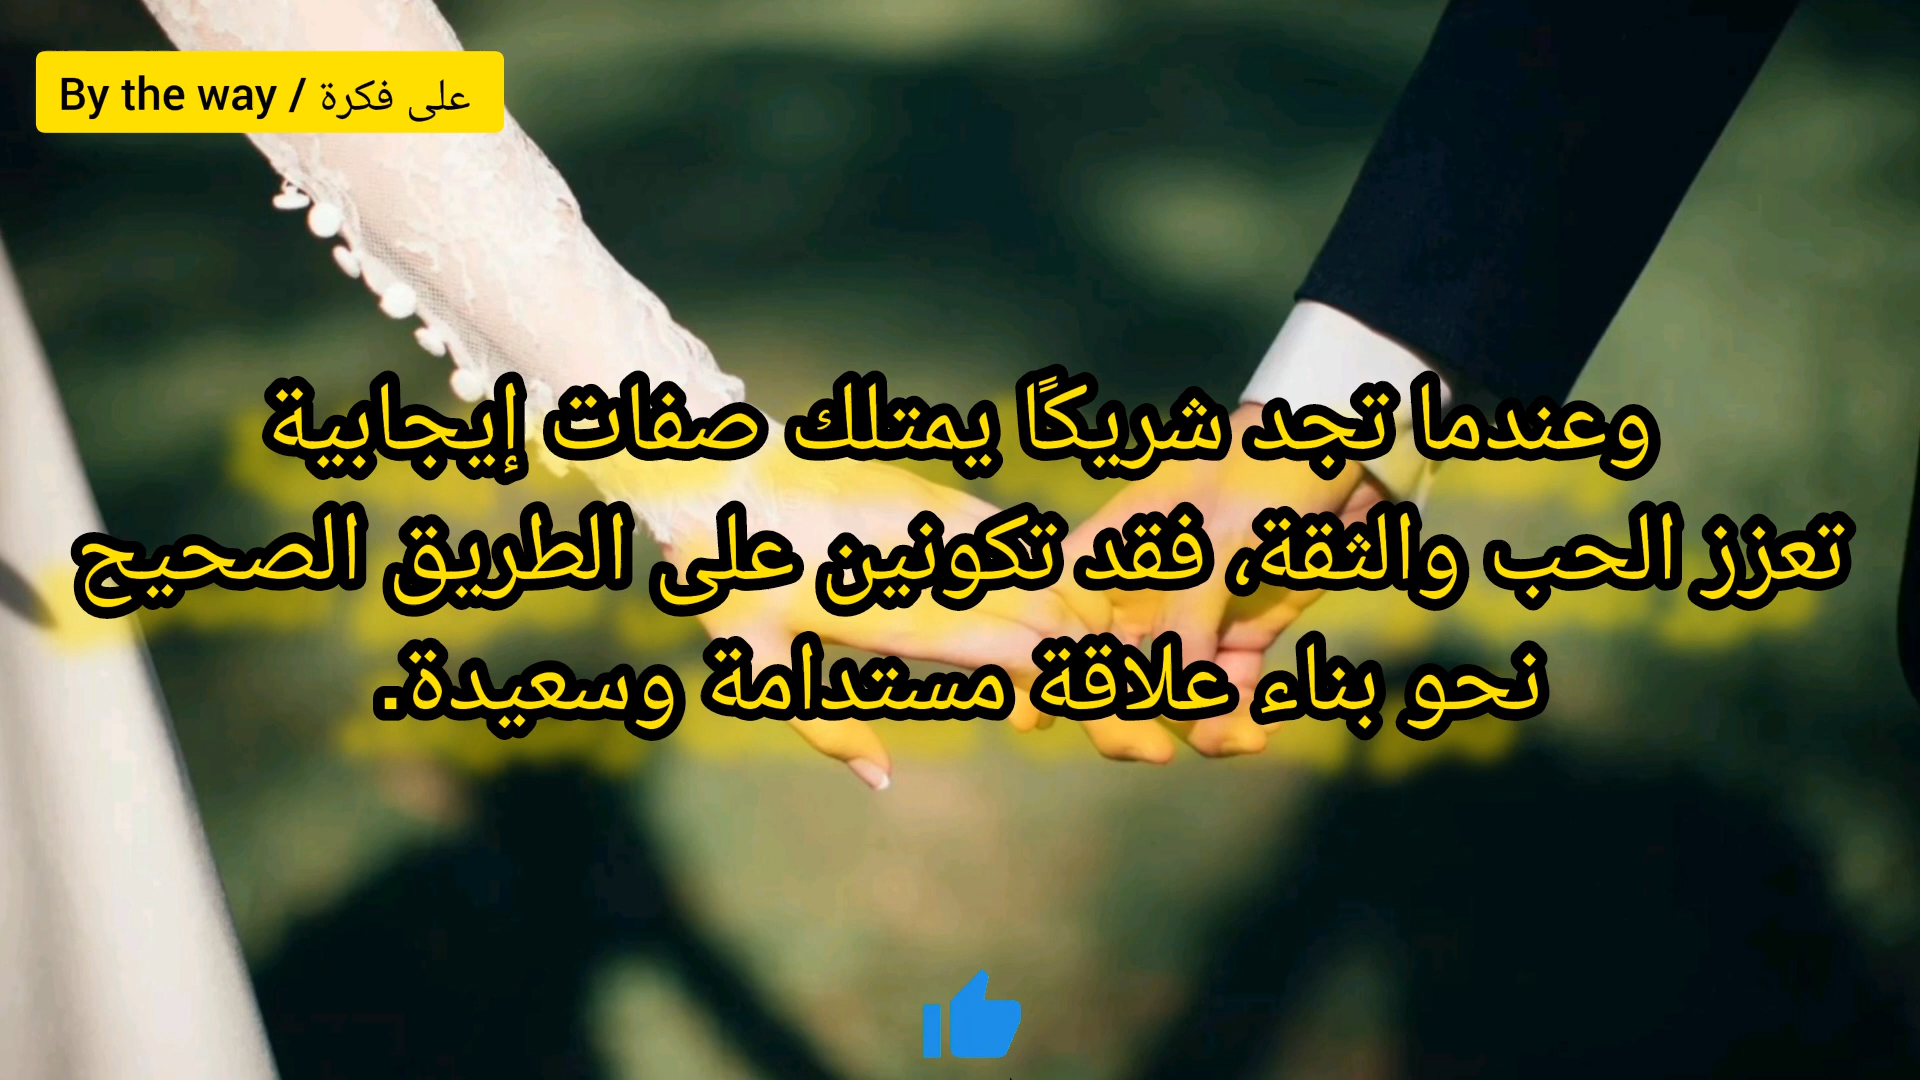 By the way / على فكرة
وعندما تجد شريكًا يمتلك صفات إيجابية
تعزز الحب والثقة، فقد تكونين على الطريق الصحيح
نحو بناء علاقة مستدامة وسعيدة.